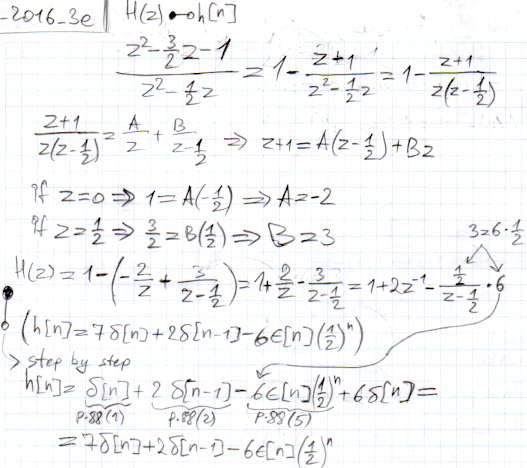 -2016_3e H(z) ●—o h[n]
(z² - 3/2 z - 1)/(z² - 1/2 z) = 1 - (z+1)/(z² - 1/2 z) = 1 - (z+1)/(z(z - 1/2))
(z+1)/(z(z - 1/2)) = A/z + B/(z - 1/2) ⇒ z+1 = A(z - 1/2) + Bz
if z=0 ⇒ 1 = A(-1/2) ⇒ A = -2
if z = 1/2 ⇒ 3/2 = B(1/2) ⇒ B = 3
3 = 6 · 1/2
H(z) = 1 - (-2/z + 3/(z - 1/2)) = 1 + 2/z - 3/(z - 1/2) = 1 + 2z⁻¹ - (1/2)/(z - 1/2) · 6
(h[n] = 7δ[n] + 2δ[n-1] - 6ϵ[n](1/2)ⁿ)
step by step
h[n] = δ[n] + 2 δ[n-1] - 6ϵ[n](1/2)ⁿ + 6δ[n] =
p.88(1) p.88(2) p.88(5)
= 7δ[n] + 2δ[n-1] - 6ϵ[n](1/2)ⁿ